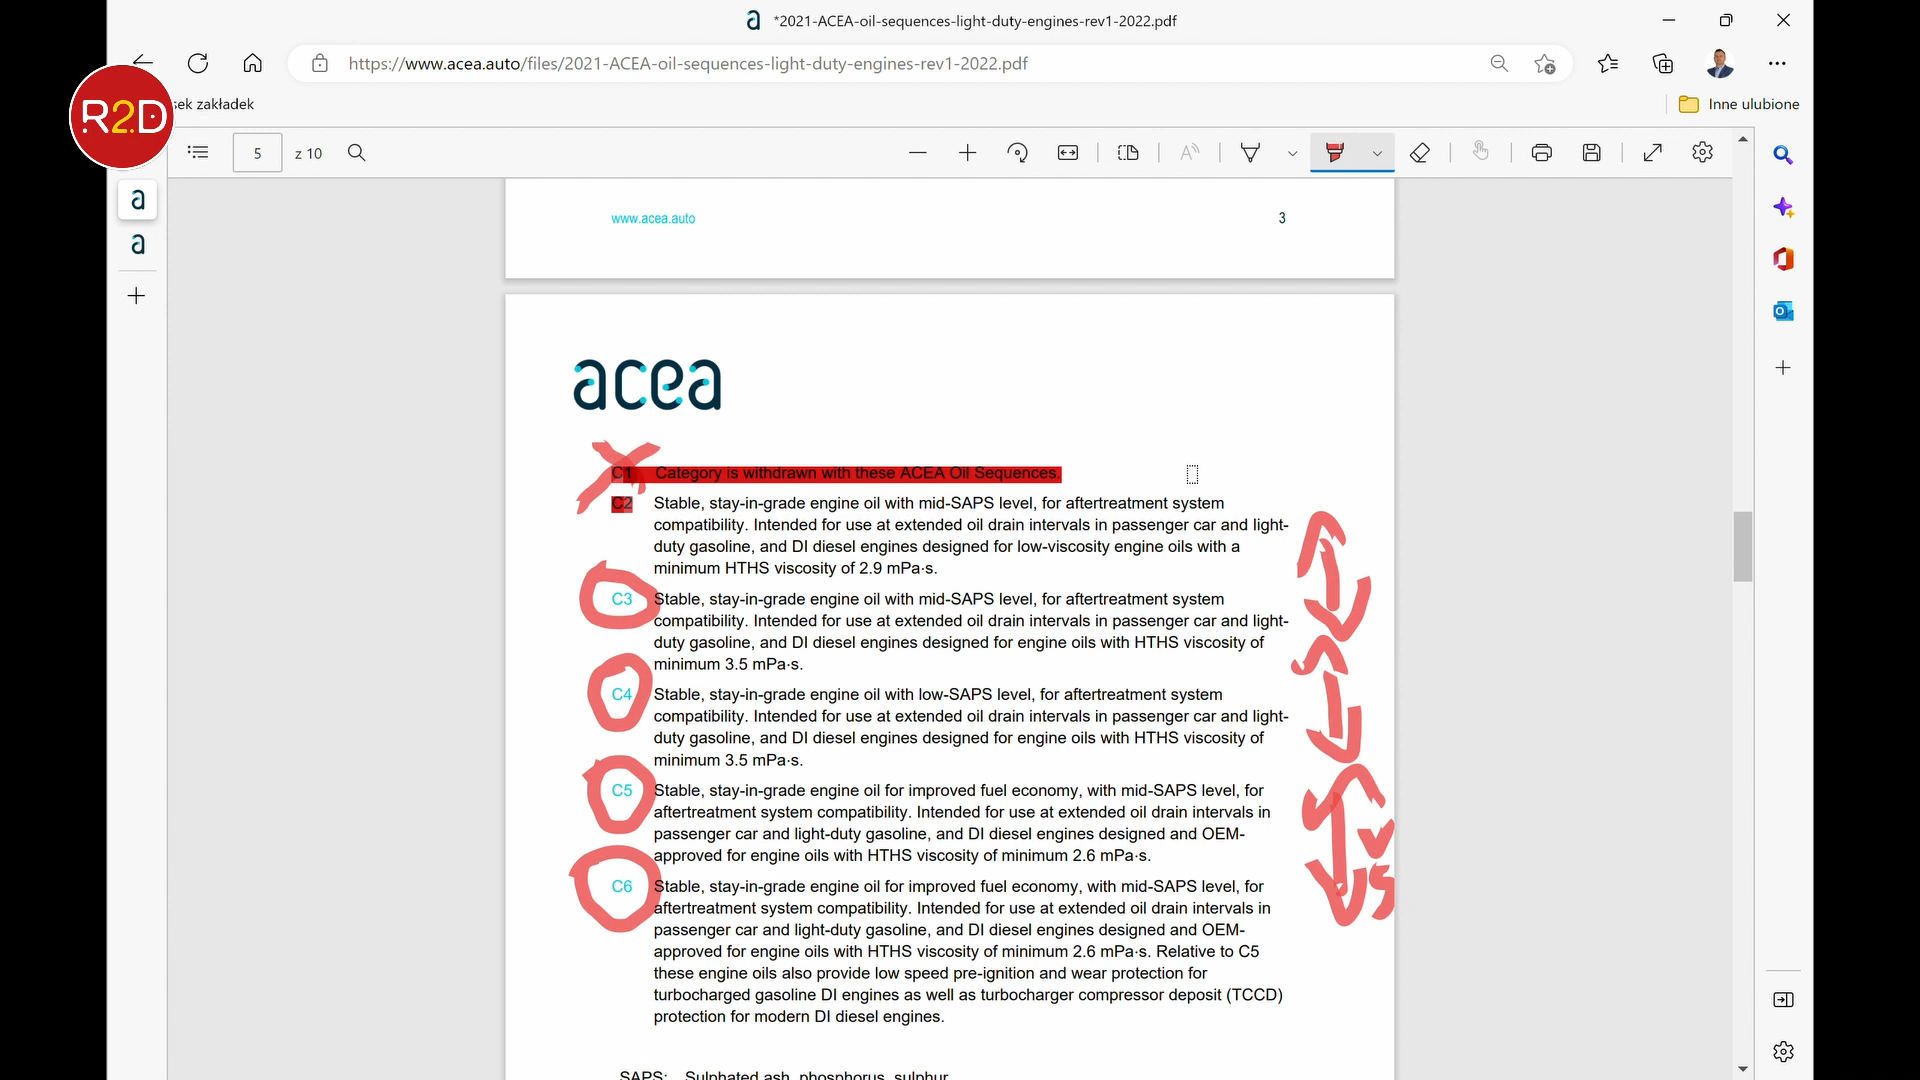 *2021-ACEA-oil-sequences-light-duty-engines-rev1-2022.pdf
https://www.acea.auto/files/2021-ACEA-oil-sequences-light-duty-engines-rev1-2022.pdf
R2D
sek zakładek
Inne ulubione
5 z 10
www.acea.auto 3
acea
C1 Category is withdrawn with these ACEA Oil Sequences.
C2 Stable, stay-in-grade engine oil with mid-SAPS level, for aftertreatment system
compatibility. Intended for use at extended oil drain intervals in passenger car and light-
duty gasoline, and DI diesel engines designed for low-viscosity engine oils with a
minimum HTHS viscosity of 2.9 mPa·s.
C3 Stable, stay-in-grade engine oil with mid-SAPS level, for aftertreatment system
compatibility. Intended for use at extended oil drain intervals in passenger car and light-
duty gasoline, and DI diesel engines designed for engine oils with HTHS viscosity of
minimum 3.5 mPa·s.
C4 Stable, stay-in-grade engine oil with low-SAPS level, for aftertreatment system
compatibility. Intended for use at extended oil drain intervals in passenger car and light-
duty gasoline, and DI diesel engines designed for engine oils with HTHS viscosity of
minimum 3.5 mPa·s.
C5 Stable, stay-in-grade engine oil for improved fuel economy, with mid-SAPS level, for
aftertreatment system compatibility. Intended for use at extended oil drain intervals in
passenger car and light-duty gasoline, and DI diesel engines designed and OEM-
approved for engine oils with HTHS viscosity of minimum 2.6 mPa·s.
C6 Stable, stay-in-grade engine oil for improved fuel economy, with mid-SAPS level, for
aftertreatment system compatibility. Intended for use at extended oil drain intervals in
passenger car and light-duty gasoline, and DI diesel engines designed and OEM-
approved for engine oils with HTHS viscosity of minimum 2.6 mPa·s. Relative to C5
these engine oils also provide low speed pre-ignition and wear protection for
turbocharged gasoline DI engines as well as turbocharger compressor deposit (TCCD)
protection for modern DI diesel engines.
SAPS: Sulphated ash, phosphorus, sulphur